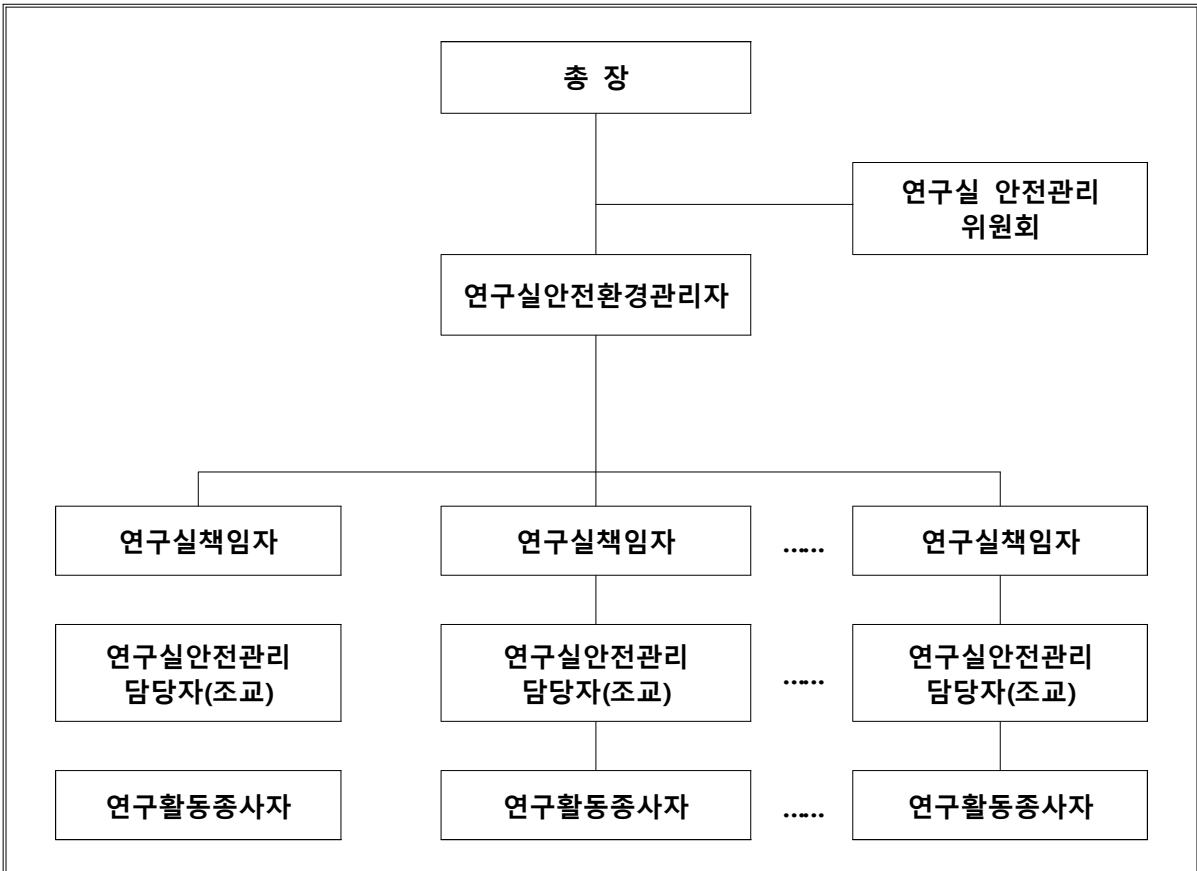 총 장
연구실 안전관리
위원회
연구실안전환경관리자
연구실책임자
연구실책임자
……
연구실책임자
연구실안전관리
담당자(조교)
연구실안전관리
담당자(조교)
……
연구실안전관리
담당자(조교)
연구활동종사자
연구활동종사자
……
연구활동종사자